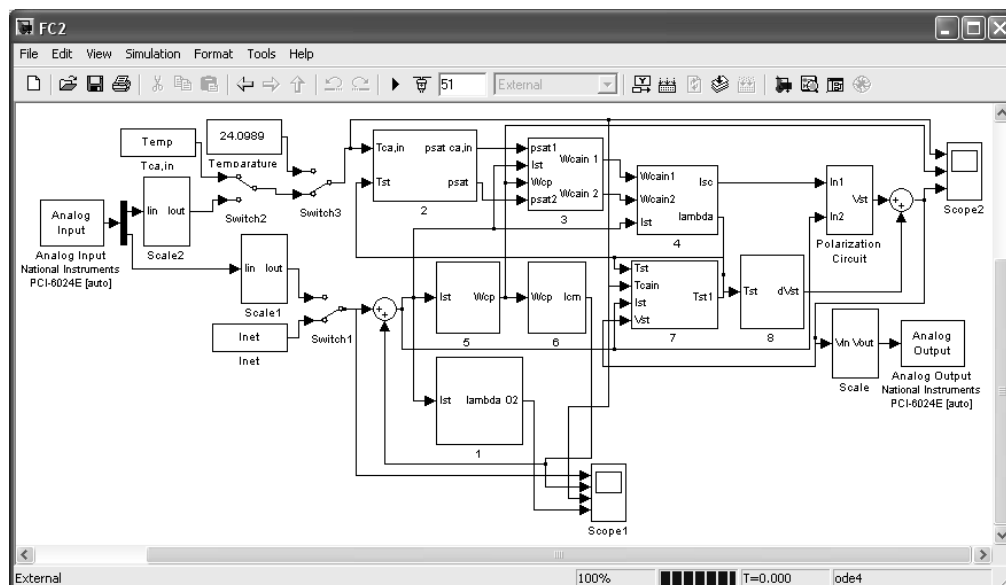 FC2
File Edit View Simulation Format Tools Help
51 External
Temp
Tca,in
24.0989
Temparature
Iin Iout
Scale2
Switch2
Switch3
Analog
Input
Analog Input
National Instruments
PCI-6024E [auto]
Iin Iout
Scale1
Inet
Inet
Switch1
Tca,in psat ca,in
Tst psat
2
psat1
Ist Wcain 1
Wcp
psat2 Wcain 2
3
Wcain1 Isc
Wcain2
Ist lambda
4
In1
Vst
In2
Polarization
Circuit
Scope2
Ist Wcp
5
Wcp Icm
6
Tst
Tcain
Ist Tst1
Vst
7
Tst dVst
8
Vin Vout
Scale
Analog
Output
Analog Output
National Instruments
PCI-6024E [auto]
Ist lambda O2
1
Scope1
External 100% T=0.000 ode4